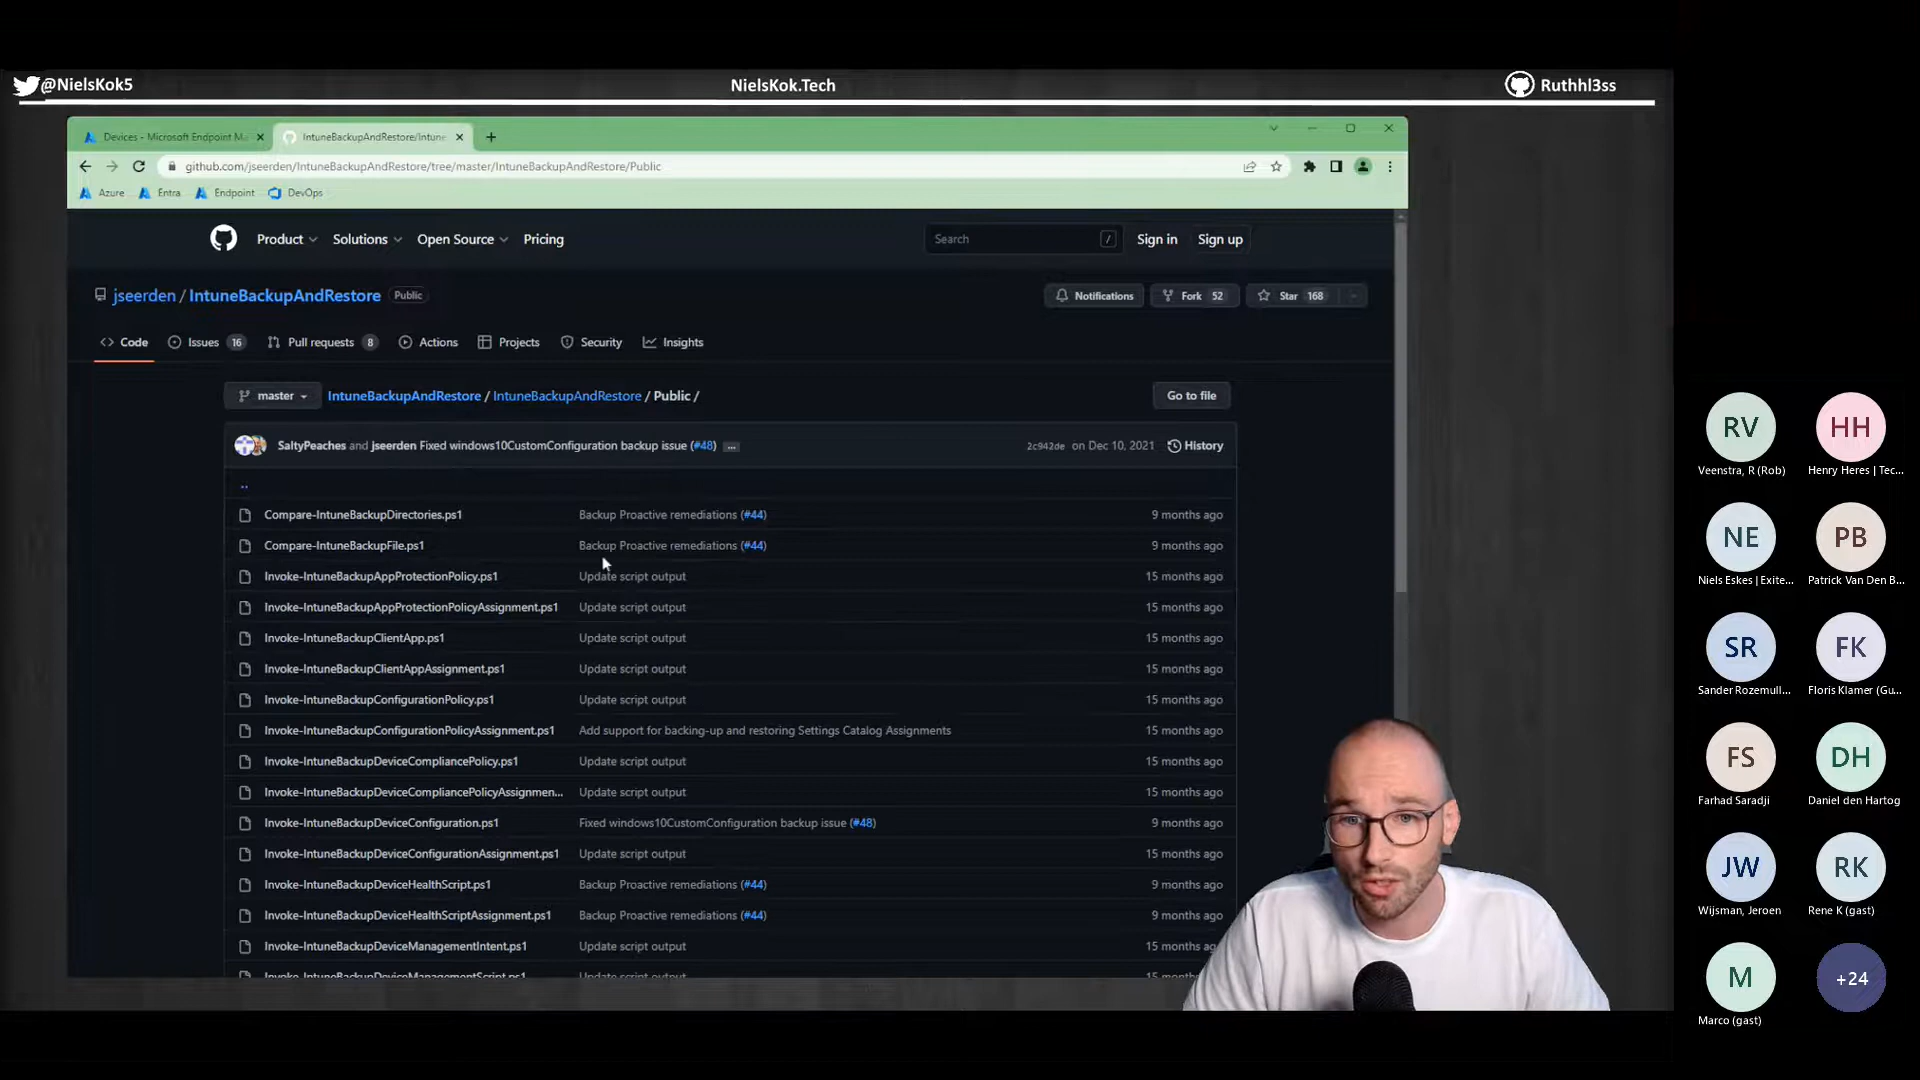 @NielsKok5
NielsKok.Tech
Ruthhl3ss
Devices - Microsoft Endpoint Ma
IntuneBackupAndRestore/Intune
github.com/jseerden/IntuneBackupAndRestore/tree/master/IntuneBackupAndRestore/Public
Azure Entra Endpoint DevOps
Product Solutions Open Source Pricing
Search /
Sign in Sign up
jseerden / IntuneBackupAndRestore Public
Notifications Fork 52 Star 168
Code Issues 16 Pull requests 8 Actions Projects Security Insights
master IntuneBackupAndRestore / IntuneBackupAndRestore / Public / Go to file
SaltyPeaches and jseerden Fixed windows10CustomConfiguration backup issue (#48) ... 2c942de on Dec 10, 2021 History
..
Compare-IntuneBackupDirectories.ps1 Backup Proactive remediations (#44) 9 months ago
Compare-IntuneBackupFile.ps1 Backup Proactive remediations (#44) 9 months ago
Invoke-IntuneBackupAppProtectionPolicy.ps1 Update script output 15 months ago
Invoke-IntuneBackupAppProtectionPolicyAssignment.ps1 Update script output 15 months ago
Invoke-IntuneBackupClientApp.ps1 Update script output 15 months ago
Invoke-IntuneBackupClientAppAssignment.ps1 Update script output 15 months ago
Invoke-IntuneBackupConfigurationPolicy.ps1 Update script output 15 months ago
Invoke-IntuneBackupConfigurationPolicyAssignment.ps1 Add support for backing-up and restoring Settings Catalog Assignments 15 months ago
Invoke-IntuneBackupDeviceCompliancePolicy.ps1 Update script output 15 months ago
Invoke-IntuneBackupDeviceCompliancePolicyAssignmen... Update script output 15 months ago
Invoke-IntuneBackupDeviceConfiguration.ps1 Fixed windows10CustomConfiguration backup issue (#48) 9 months ago
Invoke-IntuneBackupDeviceConfigurationAssignment.ps1 Update script output 15 months ago
Invoke-IntuneBackupDeviceHealthScript.ps1 Backup Proactive remediations (#44) 9 months ago
Invoke-IntuneBackupDeviceHealthScriptAssignment.ps1 Backup Proactive remediations (#44) 9 months ago
Invoke-IntuneBackupDeviceManagementIntent.ps1 Update script output 15 months ago
Invoke-IntuneBackupDeviceManagementScript.ps1 Update script output 15 months
RV HH
Veenstra, R (Rob) Henry Heres | Tec...
NE PB
Niels Eskes | Exite... Patrick Van Den B...
SR FK
Sander Rozemull... Floris Klamer (Gu...
FS DH
Farhad Saradji Daniel den Hartog
JW RK
Wijsman, Jeroen Rene K (gast)
M +24
Marco (gast)